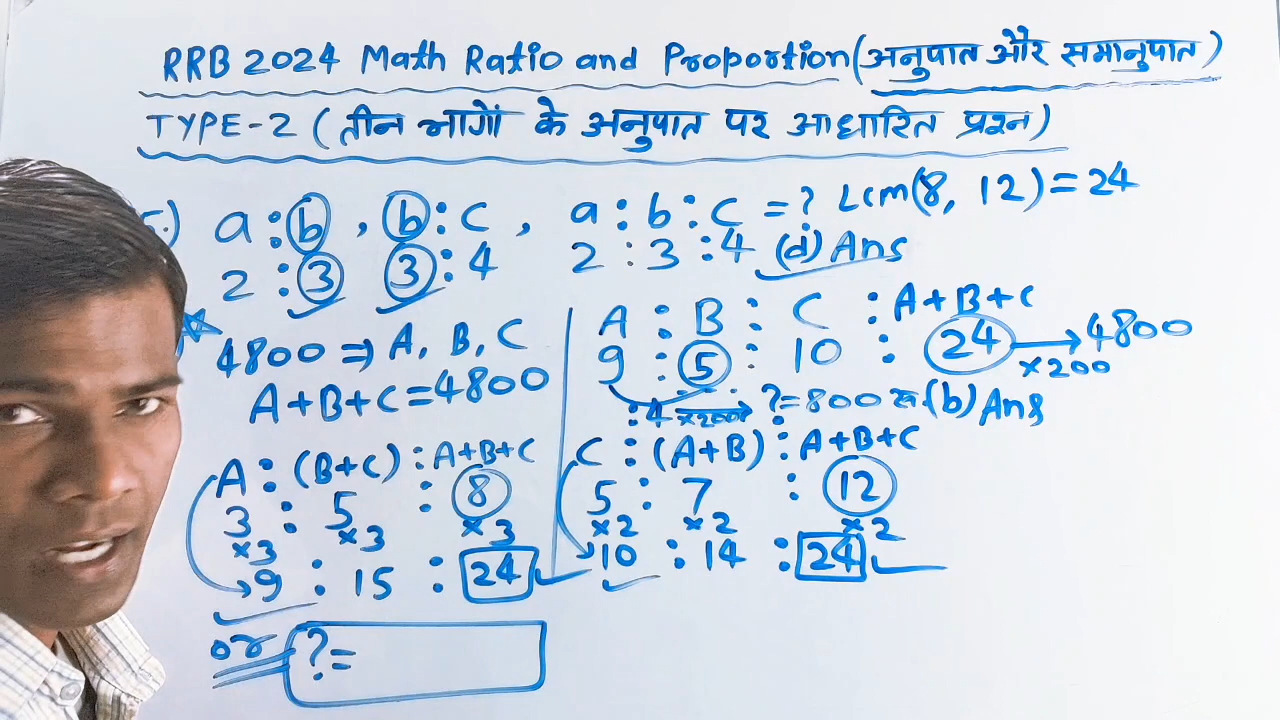 RRB 2024 Math Ratio and Proportion (अनुपात और समानुपात)
TYPE-2 (तीन भागों के अनुपात पर आधारित प्रश्न)
a : b , b : c , a : b : c = ? Lcm(8, 12) = 24
2 : 3 3 : 4 2 : 3 : 4 (d) Ans
4800 ⇒ A, B, C
A+B+C=4800
A : (B+C) : A+B+C
3 : 5 : 8
×3 ×3 ×3
9 : 15 : 24
or ?=
A : B : C : A+B+C
9 : 5 : 10 : 24 → 4800
×200
: 4 ×200 ?=800 रू.(b) Ans
C : (A+B) : A+B+C
5 : 7 : 12
×2 ×2 ×2
10 : 14 : 24